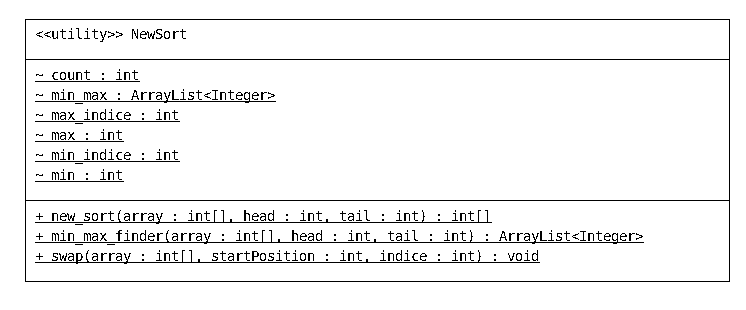 <<utility>> NewSort
~ count : int
~ min_max : ArrayList<Integer>
~ max_indice : int
~ max : int
~ min_indice : int
~ min : int
+ new_sort(array : int[], head : int, tail : int) : int[]
+ min_max_finder(array : int[], head : int, tail : int) : ArrayList<Integer>
+ swap(array : int[], startPosition : int, indice : int) : void